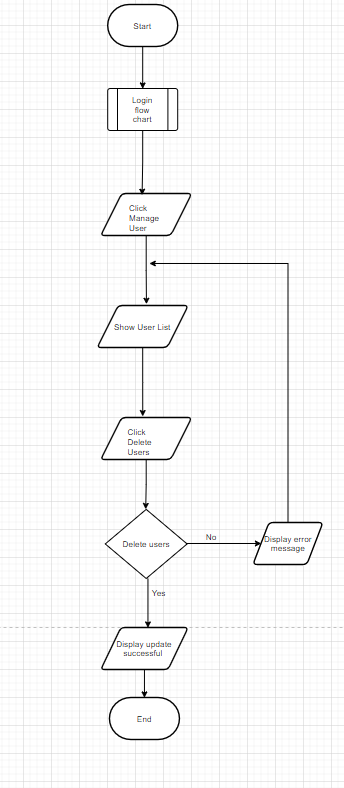 Start
Login
flow
chart
Click
Manage
User
Show User List
Click
Delete
Users
Delete users
No
Display error
message
Yes
Display update
successful
End